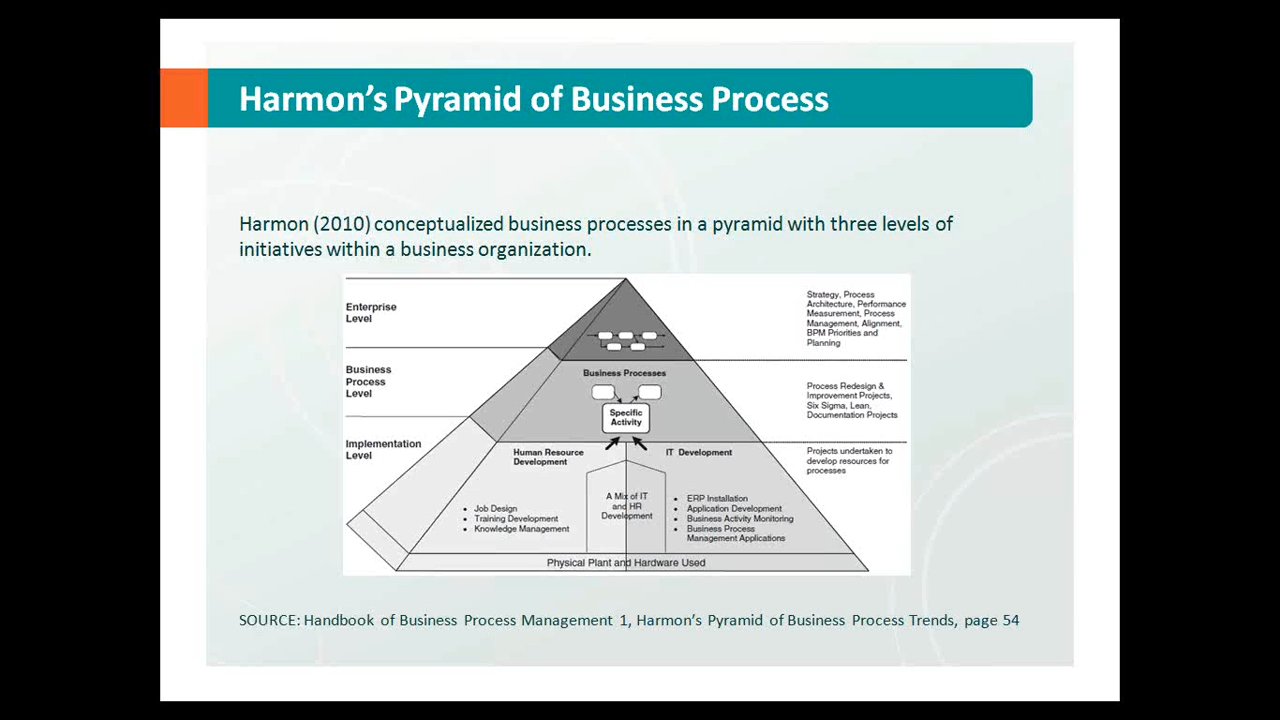 Harmon's Pyramid of Business Process
Harmon (2010) conceptualized business processes in a pyramid with three levels of
initiatives within a business organization.
Enterprise
Level
Strategy, Process
Architecture, Performance
Measurement, Process
Management, Alignment,
BPM Priorities and
Planning
Business
Process
Level
Business Processes
Specific
Activity
Process Redesign &
Improvement Projects,
Six Sigma, Lean,
Documentation Projects
Implementation
Level
Human Resource
Development
IT Development
Projects undertaken to
develop resources for
processes
• Job Design
• Training Development
• Knowledge Management
A Mix of IT
and HR
Development
• ERP Installation
• Application Development
• Business Activity Monitoring
• Business Process
Management Applications
Physical Plant and Hardware Used
SOURCE: Handbook of Business Process Management 1, Harmon's Pyramid of Business Process Trends, page 54